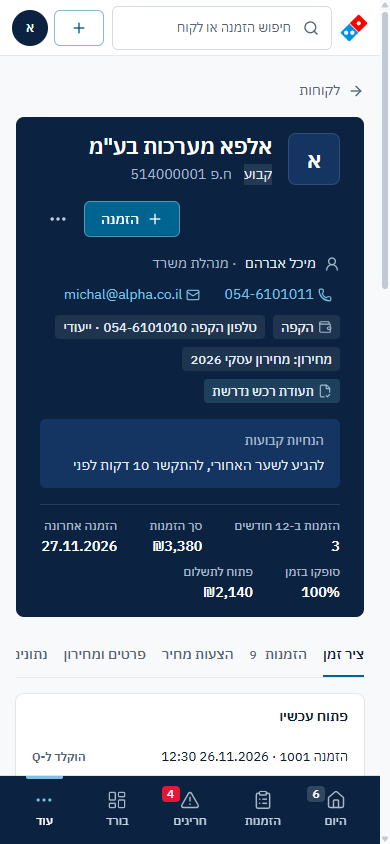 חיפוש הזמנה או לקוח
+
א
לקוחות
א
אלפא מערכות בע"מ
קבוע ח.פ 514000001
+ הזמנה
מיכל אברהם · מנהלת משרד
054-6101011 michal@alpha.co.il
הקפה טלפון הקפה 054-6101010 · ייעודי
מחירון: מחירון עסקי 2026
תעודת רכש נדרשת
הנחיות קבועות
להגיע לשער האחורי, להתקשר 10 דקות לפני
הזמנות ב-12 חודשים סך הזמנות הזמנה אחרונה
3 ₪3,380 27.11.2026
סופקו בזמן פתוח לתשלום
100% ₪2,140
ציר זמן הזמנות 9 הצעות מחיר פרטים ומחירון נתונים
פתוח עכשיו
הזמנה 1001 · 26.11.2026 12:30 הוקלד ל-Q
6 4
היום הזמנות חריגים בורד עוד